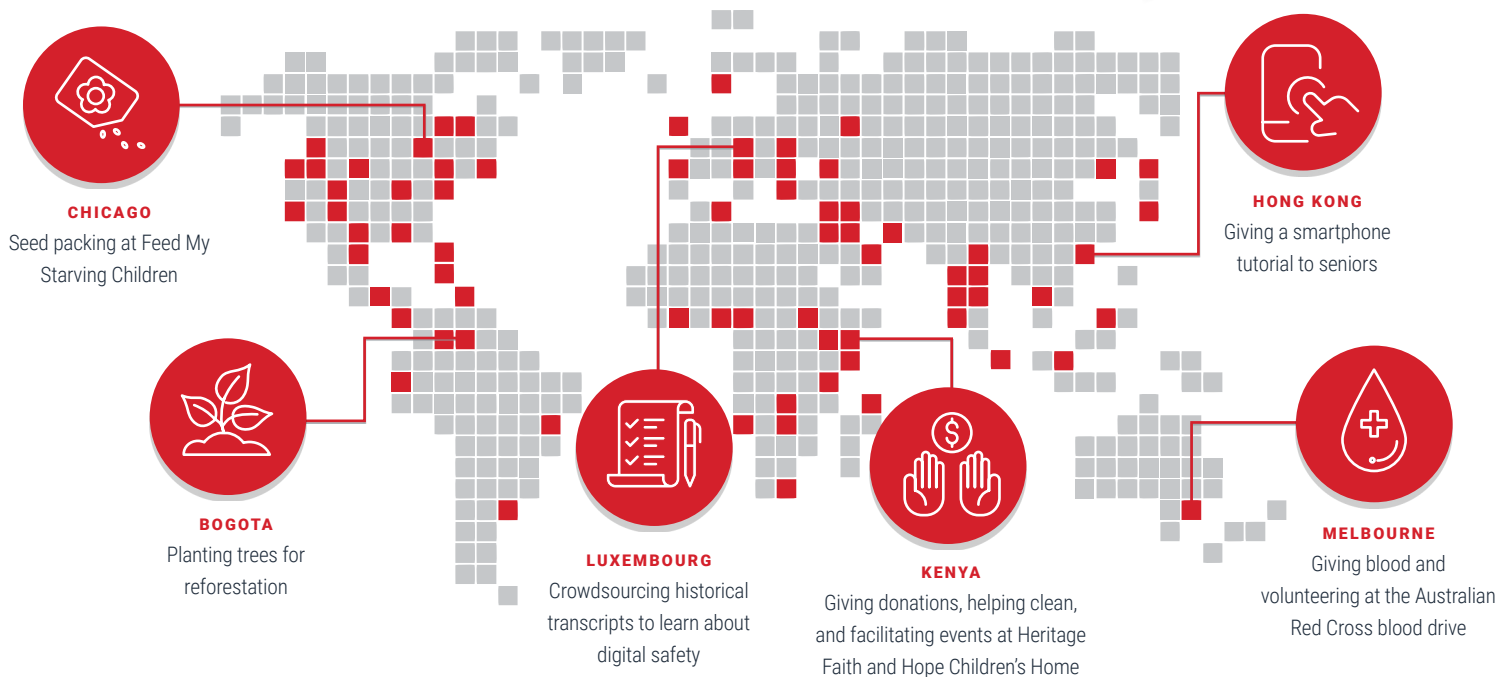 CHICAGO
Seed packing at Feed My
Starving Children
BOGOTA
Planting trees for
reforestation
LUXEMBOURG
Crowdsourcing historical
transcripts to learn about
digital safety
$
KENYA
Giving donations, helping clean,
and facilitating events at Heritage
Faith and Hope Children's Home
HONG KONG
Giving a smartphone
tutorial to seniors
MELBOURNE
Giving blood and
volunteering at the Australian
Red Cross blood drive